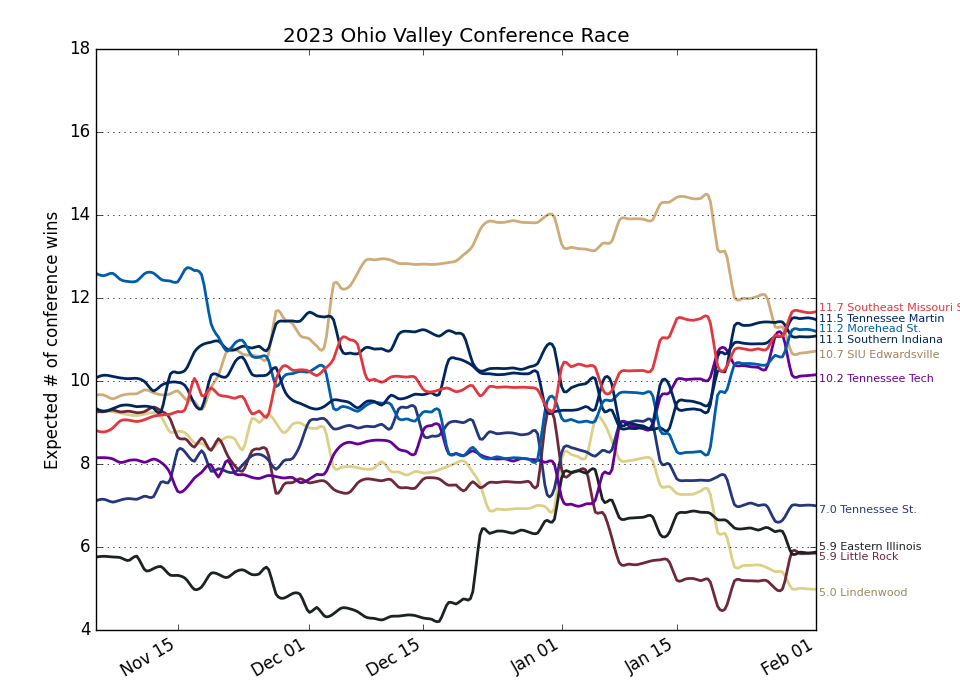 2023 Ohio Valley Conference Race
Expected # of conference wins
18
16
14
12
10
8
6
4
Nov 15
Dec 01
Dec 15
Jan 01
Jan 15
Feb 01
11.7 Southeast Missouri S
11.5 Tennessee Martin
11.2 Morehead St.
11.1 Southern Indiana
10.7 SIU Edwardsville
10.2 Tennessee Tech
7.0 Tennessee St.
5.9 Eastern Illinois
5.9 Little Rock
5.0 Lindenwood